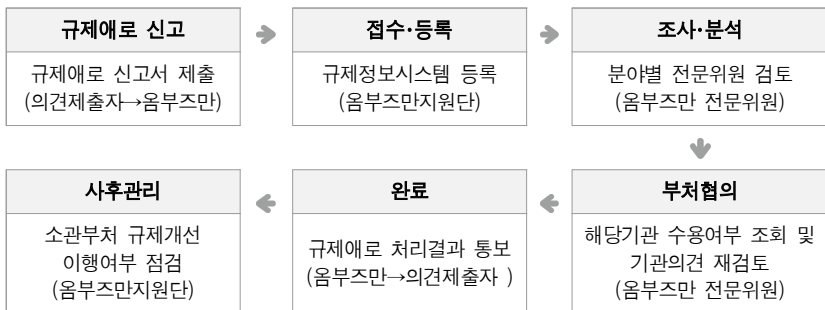 규제애로 신고
규제애로 신고서 제출
(의견제출자→옴부즈만)
접수·등록
규제정보시스템 등록
(옴부즈만지원단)
조사·분석
분야별 전문위원 검토
(옴부즈만 전문위원)
부처협의
해당기관 수용여부 조회 및
기관의견 재검토
(옴부즈만 전문위원)
완료
규제애로 처리결과 통보
(옴부즈만→의견제출자 )
사후관리
소관부처 규제개선
이행여부 점검
(옴부즈만지원단)